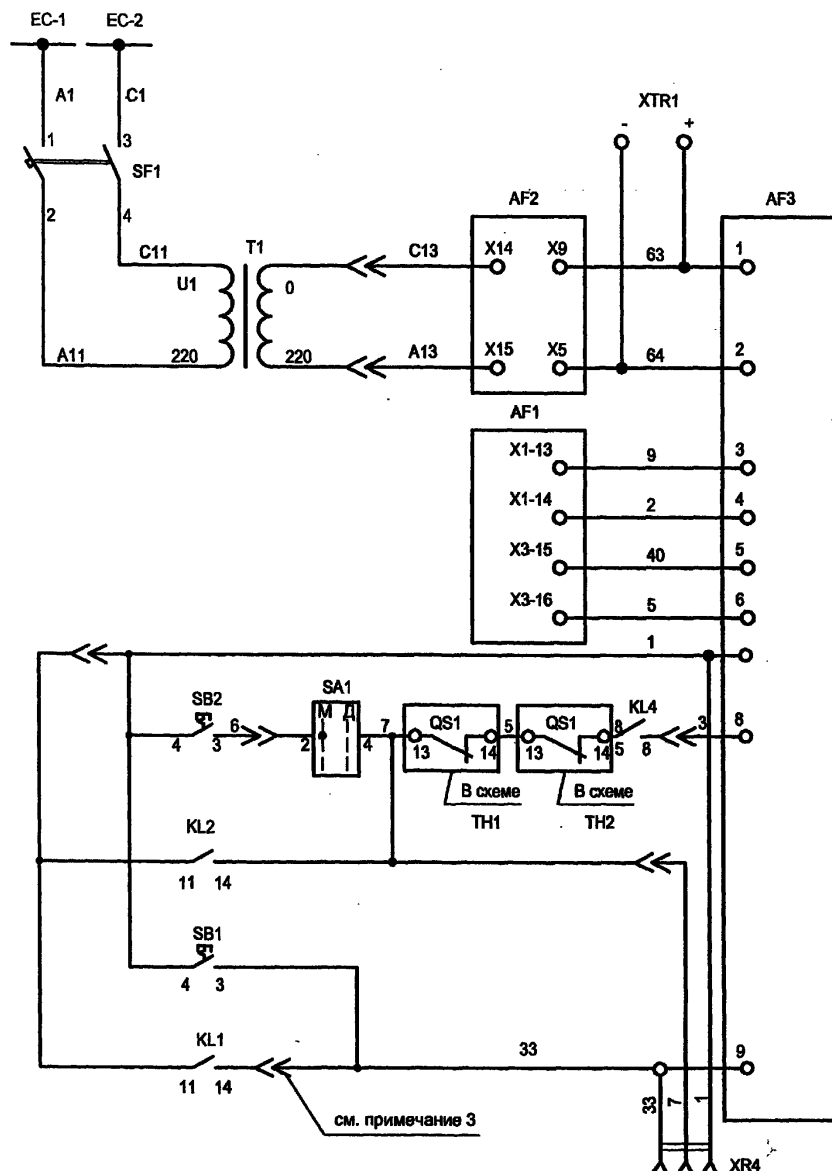 EC-1 EC-2
A1 C1
XTR1
- +
1 3
SF1
AF2 AF3
2 4
C11 T1 C13 X14 X9 63 1
U1 0
A11 220 220 A13 X15 X5 64 2
AF1
X1-13 9 3
X1-14 2 4
X3-15 40 5
X3-16 5 6
1
SB2 SA1 KL4
М Д
6 7 QS1 5 QS1 8 3 8
4 3 2 4 13 14 13 14 5 8
В схеме В схеме
TH1 TH2
KL2
11 14
SB1
4 3
KL1 33 9
11 14
33 7 1
см. примечание 3
XR4